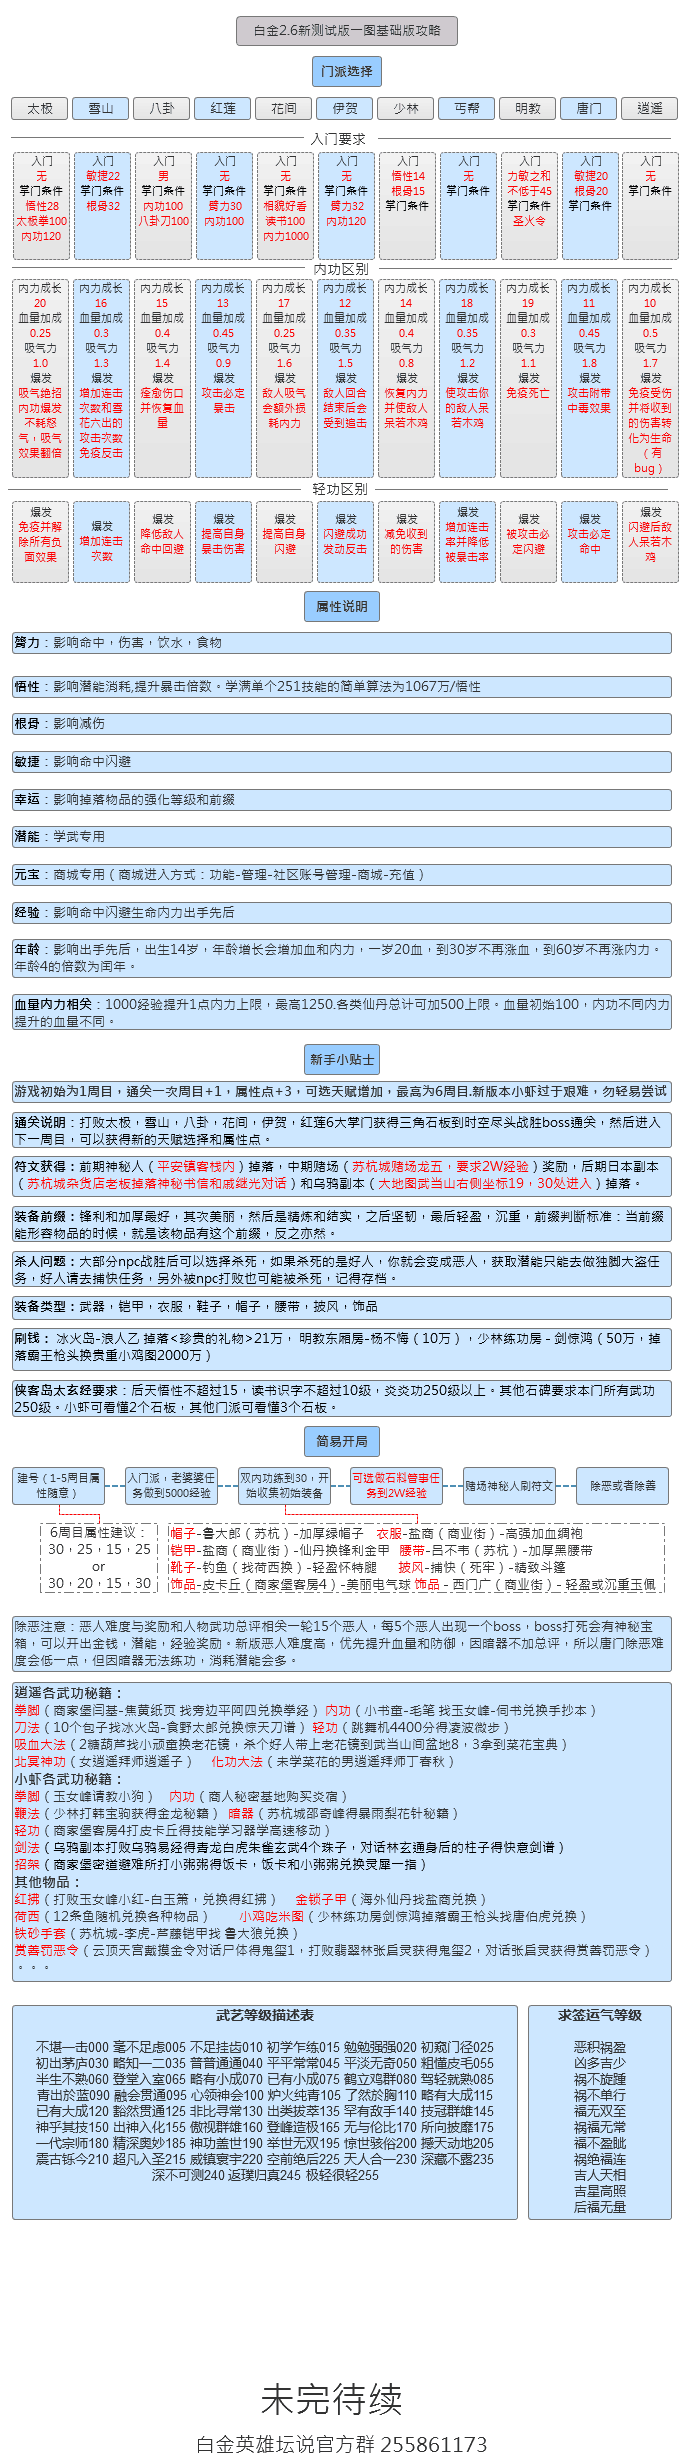 白金2.6新测试版一图基础版攻略
门派选择
太极 雪山 八卦 红莲 花间 伊贺 少林 丐帮 明教 唐门 逍遥
入门要求
入门
无
掌门条件
悟性28
太极拳100
内功120
入门
敏捷22
掌门条件
根骨32
入门
男
掌门条件
内功100
八卦刀100
入门
无
掌门条件
臂力30
内功100
入门
无
掌门条件
相貌好看
读书100
内力1000
入门
无
掌门条件
臂力32
内功120
入门
悟性14
根骨15
掌门条件
入门
无
掌门条件
入门
力敏之和
不低于45
掌门条件
圣火令
入门
敏捷20
根骨20
掌门条件
入门
无
掌门条件
内功区别
内力成长
20
血量加成
0.25
吸气力
1.0
爆发
吸气绝招
内功爆发
不耗怒
气，吸气
效果翻倍
内力成长
16
血量加成
0.3
吸气力
1.3
爆发
增加连击
次数和雪
花六出的
攻击次数
免疫反击
内力成长
15
血量加成
0.4
吸气力
1.4
爆发
痊愈伤口
并恢复血
量
内力成长
13
血量加成
0.45
吸气力
0.9
爆发
攻击必定
暴击
内力成长
17
血量加成
0.25
吸气力
1.6
爆发
敌人吸气
会额外损
耗内力
内力成长
12
血量加成
0.35
吸气力
1.5
爆发
敌人回合
结束后会
受到追击
内力成长
14
血量加成
0.4
吸气力
0.8
爆发
恢复内力
并使敌人
呆若木鸡
内力成长
18
血量加成
0.35
吸气力
1.2
爆发
使攻击你
的敌人呆
若木鸡
内力成长
19
血量加成
0.3
吸气力
1.1
爆发
免疫死亡
内力成长
11
血量加成
0.45
吸气力
1.8
爆发
攻击附带
中毒效果
内力成长
10
血量加成
0.5
吸气力
1.7
爆发
免疫受伤
并将收到
的伤害转
化为生命
（有
bug）
轻功区别
爆发
免疫并解
除所有负
面效果
爆发
增加连击
次数
爆发
降低敌人
命中回避
爆发
提高自身
暴击伤害
爆发
提高自身
闪避
爆发
闪避成功
发动反击
爆发
减免收到
的伤害
爆发
增加连击
率并降低
被暴击率
爆发
被攻击必
定闪避
爆发
攻击必定
命中
爆发
闪避后敌
人呆若木
鸡
属性说明
膂力：影响命中，伤害，饮水，食物
悟性：影响潜能消耗,提升暴击倍数。学满单个251技能的简单算法为1067万/悟性
根骨：影响减伤
敏捷：影响命中闪避
幸运：影响掉落物品的强化等级和前缀
潜能：学武专用
元宝：商城专用（商城进入方式：功能-管理-社区账号管理-商城-充值）
经验：影响命中闪避生命内力出手先后
年龄：影响出手先后，出生14岁，年龄增长会增加血和内力，一岁20血，到30岁不再涨血，到60岁不再涨内力。
年龄4的倍数为闰年。
血量内力相关：1000经验提升1点内力上限，最高1250.各类仙丹总计可加500上限。血量初始100，内功不同内力
提升的血量不同。
新手小贴士
游戏初始为1周目，通关一次周目+1，属性点+3，可选天赋增加，最高为6周目.新版本小虾过于艰难，勿轻易尝试
通关说明：打败太极，雪山，八卦，花间，伊贺，红莲6大掌门获得三角石板到时空尽头战胜boss通关，然后进入
下一周目，可以获得新的天赋选择和属性点。
符文获得：前期神秘人（平安镇客栈内）掉落，中期赌场（苏杭城赌场龙五，要求2W经验）奖励，后期日本副本
（苏杭城杂货店老板掉落神秘书信和戚继光对话）和乌鸦副本（大地图武当山右侧坐标19，30处进入）掉落。
装备前缀：锋利和加厚最好，其次美丽，然后是精炼和结实，之后坚韧，最后轻盈，沉重，前缀判断标准：当前缀
能形容物品的时候，就是该物品有这个前缀，反之亦然。
杀人问题：大部分npc战胜后可以选择杀死，如果杀死的是好人，你就会变成恶人，获取潜能只能去做独脚大盗任
务，好人请去捕快任务，另外被npc打败也可能被杀死，记得存档。
装备类型：武器，铠甲，衣服，鞋子，帽子，腰带，披风，饰品
刷钱： 冰火岛-浪人乙 掉落<珍贵的礼物>21万， 明教东厢房-杨不悔（10万），少林练功房 - 剑惊鸿（50万，掉
落霸王枪头换贵重小鸡图2000万）
侠客岛太玄经要求：后天悟性不超过15，读书识字不超过10级，炎炎功250级以上。其他石碑要求本门所有武功
250级。小虾可看懂2个石板，其他门派可看懂3个石板。
简易开局
建号（1-5周目属
性随意）
入门派，老婆婆任
务做到5000经验
双内功练到30，开
始收集初始装备
可选做石料管事任
务到2W经验
赌场神秘人刷符文
除恶或者除善
6周目属性建议：
30，25，15，25
or
30，20，15，30
帽子-鲁大郎（苏杭）-加厚绿帽子 衣服-盐商（商业街）-高强加血绸袍
铠甲-盐商（商业街）-仙丹换锋利金甲 腰带-吕不韦（苏杭）-加厚黑腰带
靴子-钓鱼（找荷西换）-轻盈怀特腿 披风-捕快（死牢）-精致斗篷
饰品-皮卡丘（商家堡客房4）-美丽电气球 饰品 - 西门广（商业街）- 轻盈或沉重玉佩
除恶注意：恶人难度与奖励和人物武功总评相关一轮15个恶人，每5个恶人出现一个boss，boss打死会有神秘宝
箱，可以开出金钱，潜能，经验奖励。新版恶人难度高，优先提升血量和防御，因暗器不加总评，所以唐门除恶难
度会低一点，但因暗器无法练功，消耗潜能会多。
逍遥各武功秘籍：
拳脚（商家堡闫基-焦黄纸页 找旁边平阿四兑换拳经） 内功（小书童-毛笔 找玉女峰-伺书兑换手抄本）
刀法（10个包子找冰火岛-食野太郎兑换惊天刀谱） 轻功（跳舞机4400分得凌波微步）
吸血大法（2糖葫芦找小顽童换老花镜，杀个好人带上老花镜到武当山间盆地8，3拿到菜花宝典）
北冥神功（女逍遥拜师逍遥子） 化功大法（未学菜花的男逍遥拜师丁春秋）
小虾各武功秘籍：
拳脚（玉女峰请教小狗） 内功（商人秘密基地购买炎宿）
鞭法（少林打韩宝驹获得金龙秘籍） 暗器（苏杭城邵奇峰得暴雨梨花针秘籍）
轻功（商家堡客房4打皮卡丘得技能学习器学高速移动）
剑法（乌鸦副本打败乌鸦易经得青龙白虎朱雀玄武4个珠子，对话林玄通身后的柱子得快意剑谱）
招架（商家堡密道避难所打小粥粥得饭卡，饭卡和小粥粥兑换灵犀一指）
其他物品：
红拂（打败玉女峰小红-白玉箫，兑换得红拂） 金锁子甲（海外仙丹找盐商兑换）
荷西（12条鱼随机兑换各种物品） 小鸡吃米图（少林练功房剑惊鸿掉落霸王枪头找唐伯虎兑换）
铁砂手套（苏杭城-李虎-芦藤铠甲找 鲁大狼兑换）
赏善罚恶令（云顶天宫戴摸金令对话尸体得鬼玺1，打败翡翠林张启灵获得鬼玺2，对话张启灵获得赏善罚恶令）
。。。
武艺等级描述表
不堪一击000 毫不足虑005 不足挂齿010 初学乍练015 勉勉强强020 初窥门径025
初出茅庐030 略知一二035 普普通通040 平平常常045 平淡无奇050 粗懂皮毛055
半生不熟060 登堂入室065 略有小成070 已有小成075 鹤立鸡群080 驾轻就熟085
青出於蓝090 融会贯通095 心领神会100 炉火纯青105 了然於胸110 略有大成115
已有大成120 豁然贯通125 非比寻常130 出类拔萃135 罕有敌手140 技冠群雄145
神乎其技150 出神入化155 傲视群雄160 登峰造极165 无与伦比170 所向披靡175
一代宗师180 精深奥妙185 神功盖世190 举世无双195 惊世骇俗200 撼天动地205
震古铄今210 超凡入圣215 威镇寰宇220 空前绝后225 天人合一230 深藏不露235
深不可测240 返璞归真245 极轻很轻255
求签运气等级
恶积祸盈
凶多吉少
祸不旋踵
祸不单行
福无双至
祸福无常
福不盈眦
祸绝福连
吉人天相
吉星高照
后福无量
未完待续
白金英雄坛说官方群 255861173